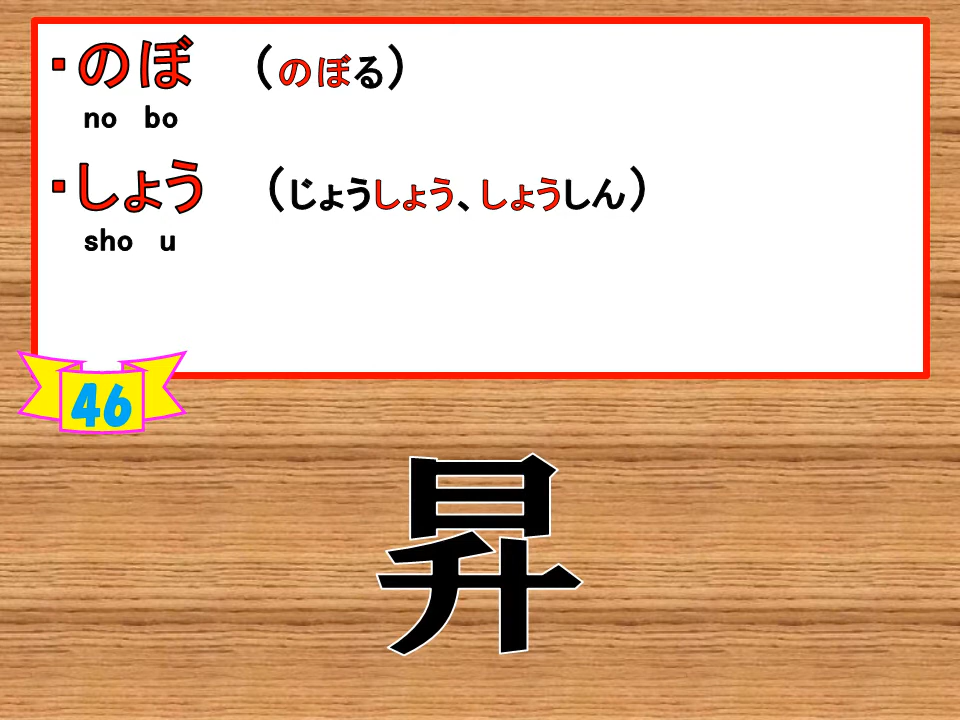 ・のぼ （のぼる）
no bo
・しょう （じょうしょう、しょうしん）
sho u
46
昇